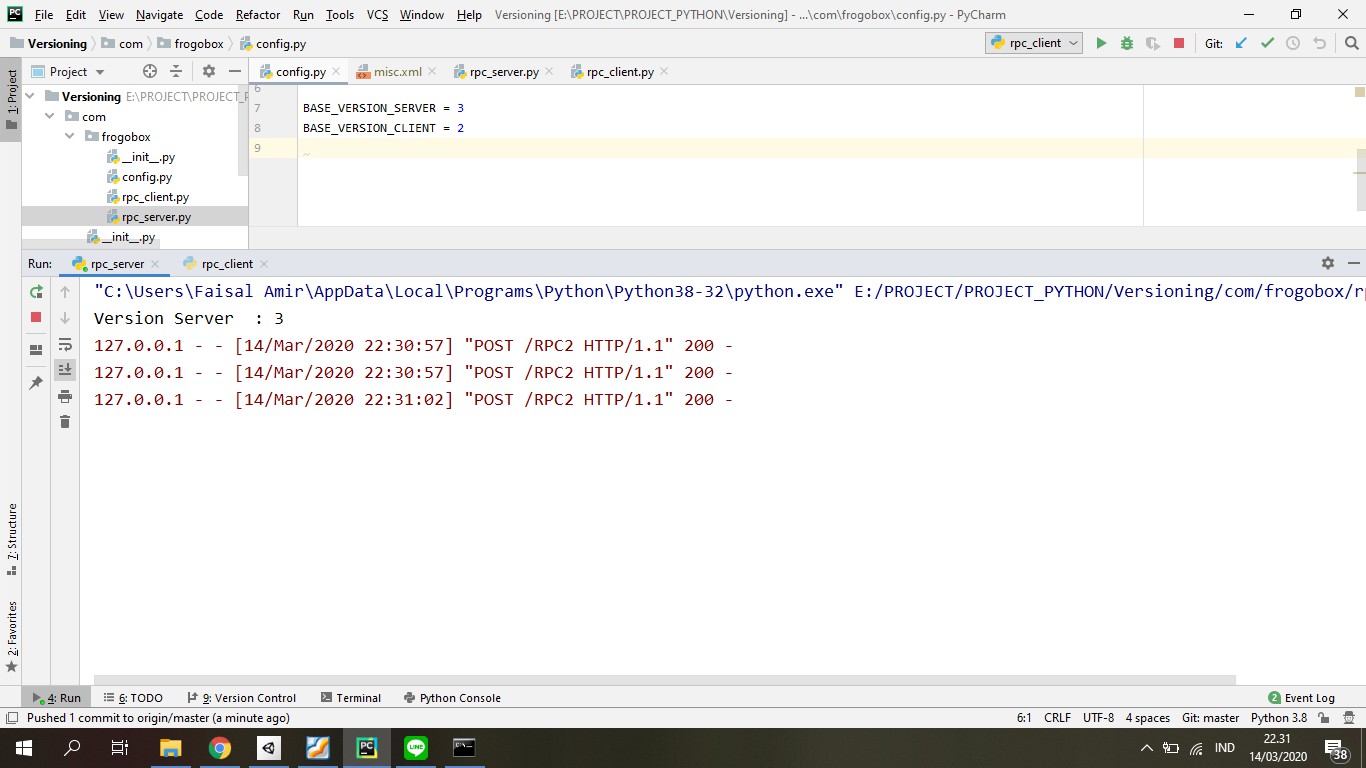 PC File Edit View Navigate Code Refactor Run Tools VCS Window Help Versioning [E:\PROJECT\PROJECT_PYTHON\Versioning] - ...\com\frogobox\config.py - PyCharm
Versioning com frogobox config.py rpc_client Git:
1: Project
Project config.py misc.xml rpc_server.py rpc_client.py
Versioning E:\PROJECT\PROJECT_P
com
frogobox
__init__.py
config.py
rpc_client.py
rpc_server.py
__init__.py
6
7 BASE_VERSION_SERVER = 3
8 BASE_VERSION_CLIENT = 2
9
Run: rpc_server rpc_client
"C:\Users\Faisal Amir\AppData\Local\Programs\Python\Python38-32\python.exe" E:/PROJECT/PROJECT_PYTHON/Versioning/com/frogobox/rp
Version Server  : 3
127.0.0.1 - - [14/Mar/2020 22:30:57] "POST /RPC2 HTTP/1.1" 200 -
127.0.0.1 - - [14/Mar/2020 22:30:57] "POST /RPC2 HTTP/1.1" 200 -
127.0.0.1 - - [14/Mar/2020 22:31:02] "POST /RPC2 HTTP/1.1" 200 -
7: Structure
2: Favorites
4: Run 6: TODO 9: Version Control Terminal Python Console 2 Event Log
Pushed 1 commit to origin/master (a minute ago) 6:1 CRLF UTF-8 4 spaces Git: master Python 3.8
PC LINE IND 22.31
14/03/2020 38